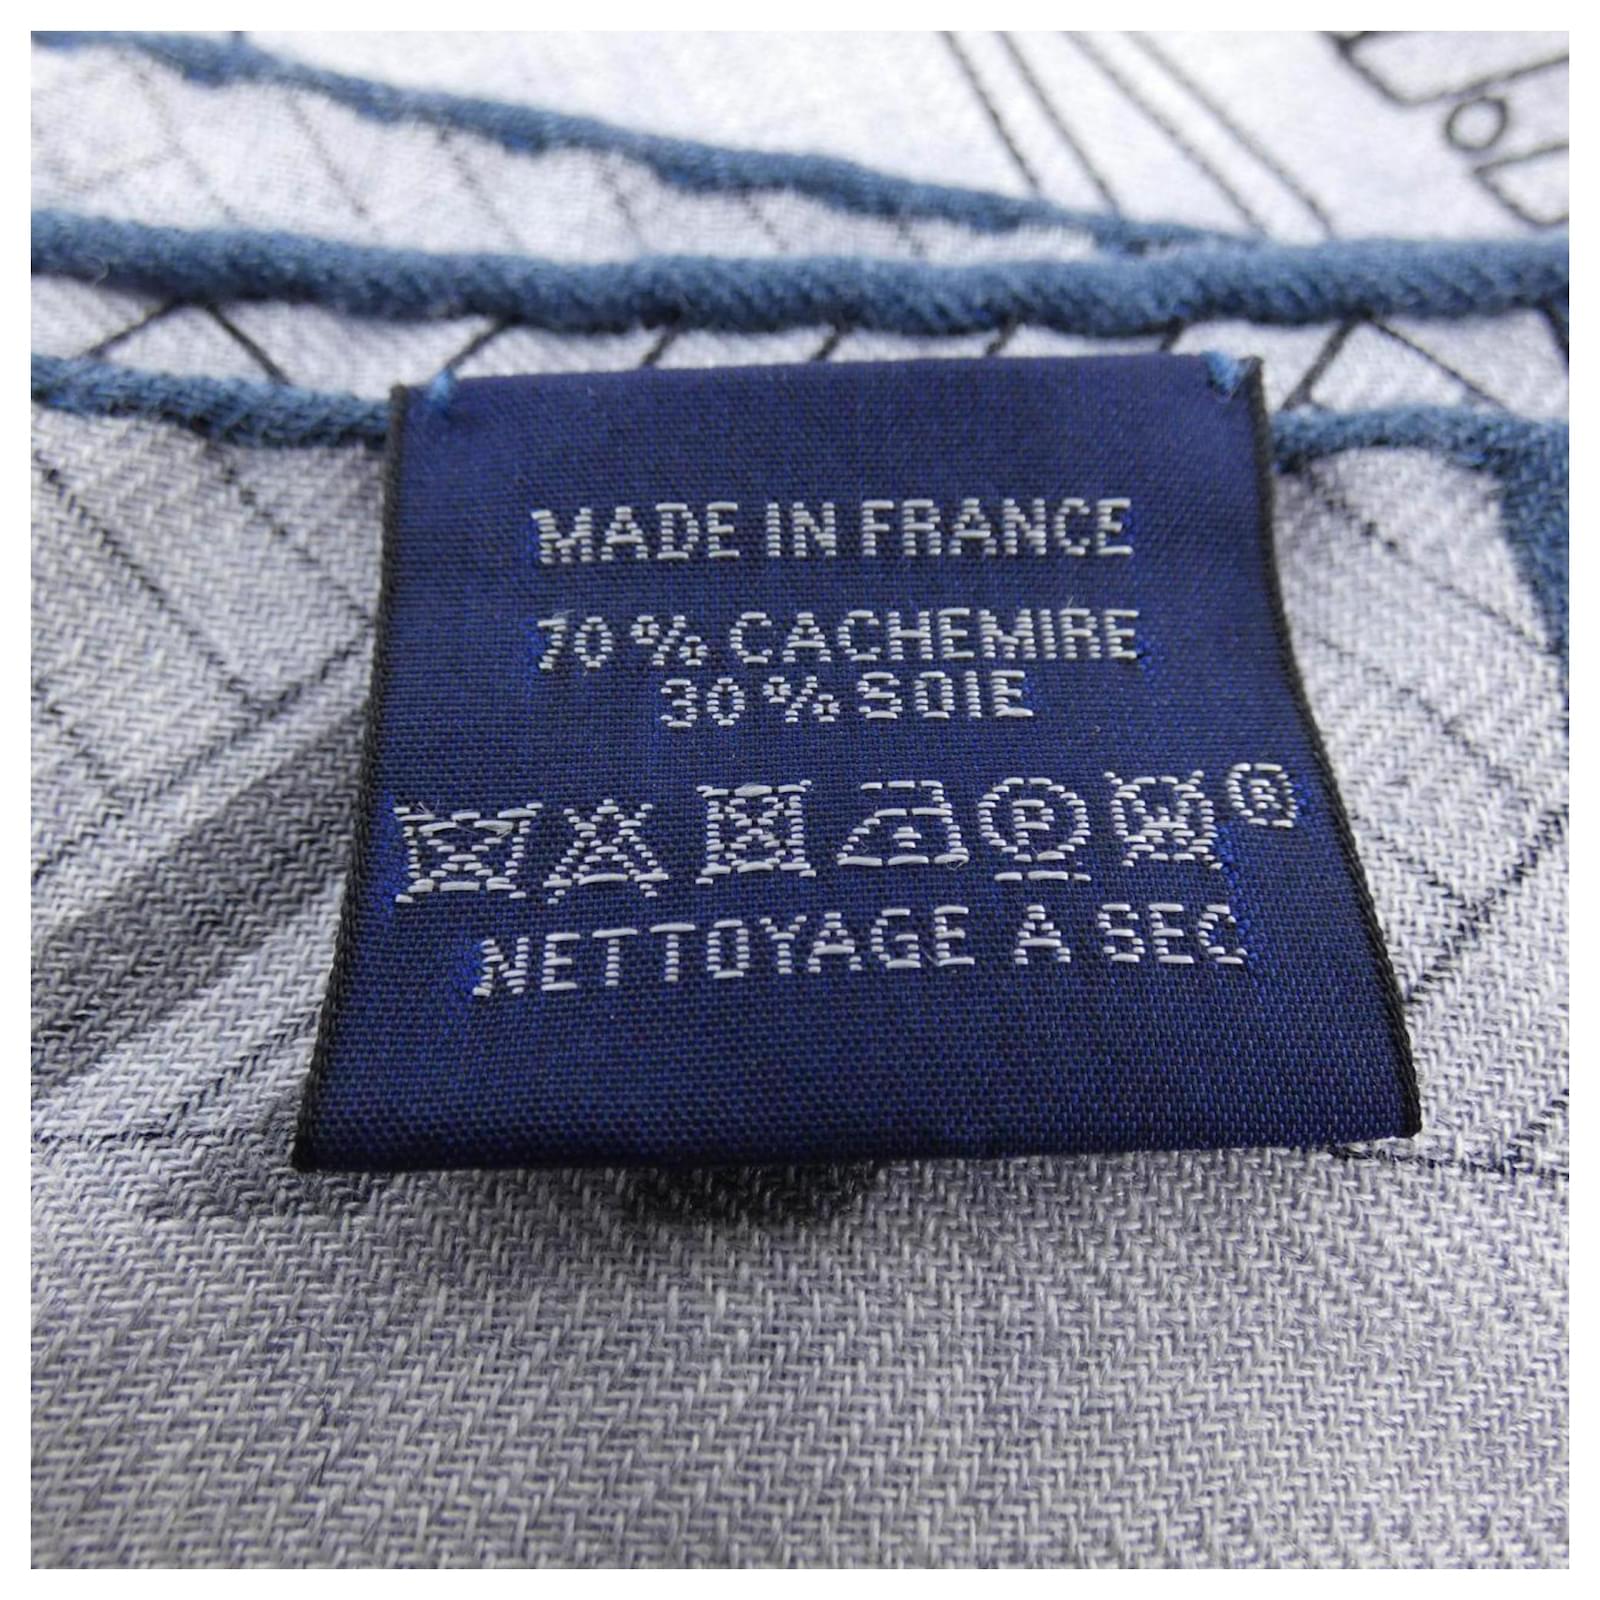 MADE IN FRANCE
70% CACHEMIRE
30% SOIE
P ®
NETTOYAGE A SEC